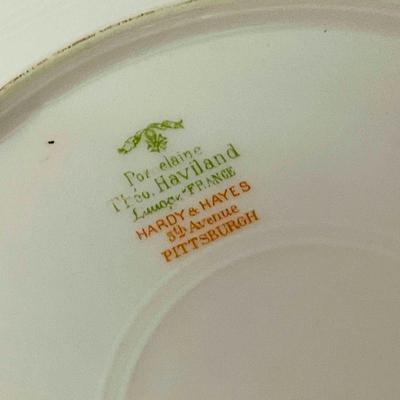 Porcelaine
Théo. Haviland
Limoges FRANCE
HARDY & HAYES
5th Avenue
PITTSBURGH